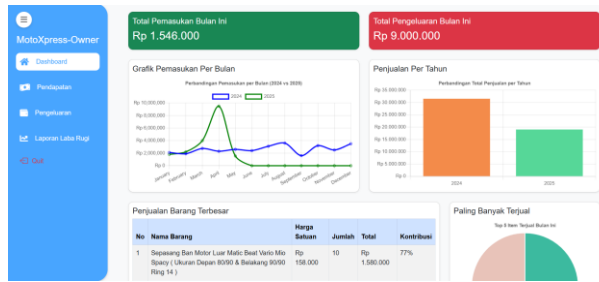 MotoXpress-Owner
Dashboard
Pendapatan
Pengeluaran
Laporan Laba Rugi
Quit
Total Pemasukan Bulan Ini
Rp 1.546.000
Total Pengeluaran Bulan Ini
Rp 9.000.000
Grafik Pemasukan Per Bulan
Perbandingan Pemasukan per Bulan (2024 vs 2025)
2024 2025
Rp 10,000,000
Rp 8,000,000
Rp 6,000,000
Rp 4,000,000
Rp 2,000,000
Rp 0
January February March April May June July August September October November December
Penjualan Per Tahun
Perbandingan Total Penjualan per Tahun
Rp 35.000.000
Rp 30.000.000
Rp 25.000.000
Rp 20.000.000
Rp 15.000.000
Rp 10.000.000
Rp 5.000.000
Rp 0
2024 2025
Penjualan Barang Terbesar
No Nama Barang Harga Satuan Jumlah Total Kontribusi
1 Sepasang Ban Motor Luar Matic Beat Vario Mio Rp 10 Rp 77%
Spacy ( Ukuran Depan 80/90 & Belakang 90/90 158.000 1.580.000
Ring 14 )
Paling Banyak Terjual
Top 5 Item Terjual Bulan Ini